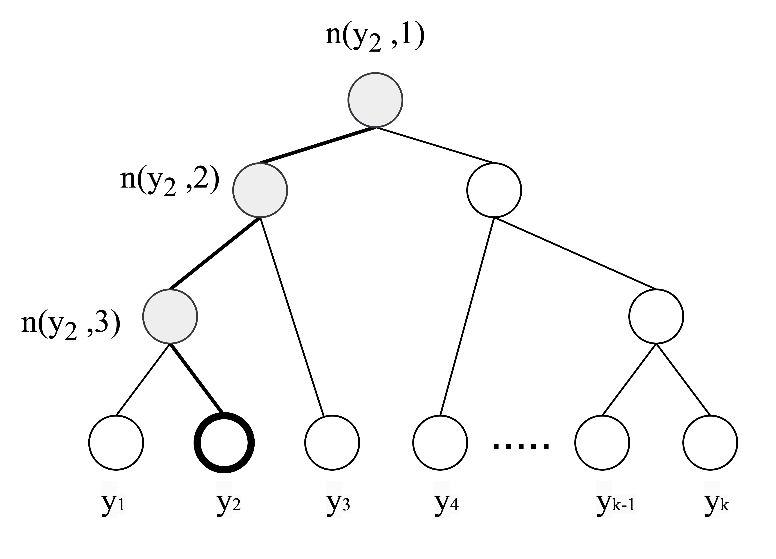 n(y2 ,1)
n(y2 ,2)
n(y2 ,3)
.....
y1 y2 y3 y4 yk-1 yk